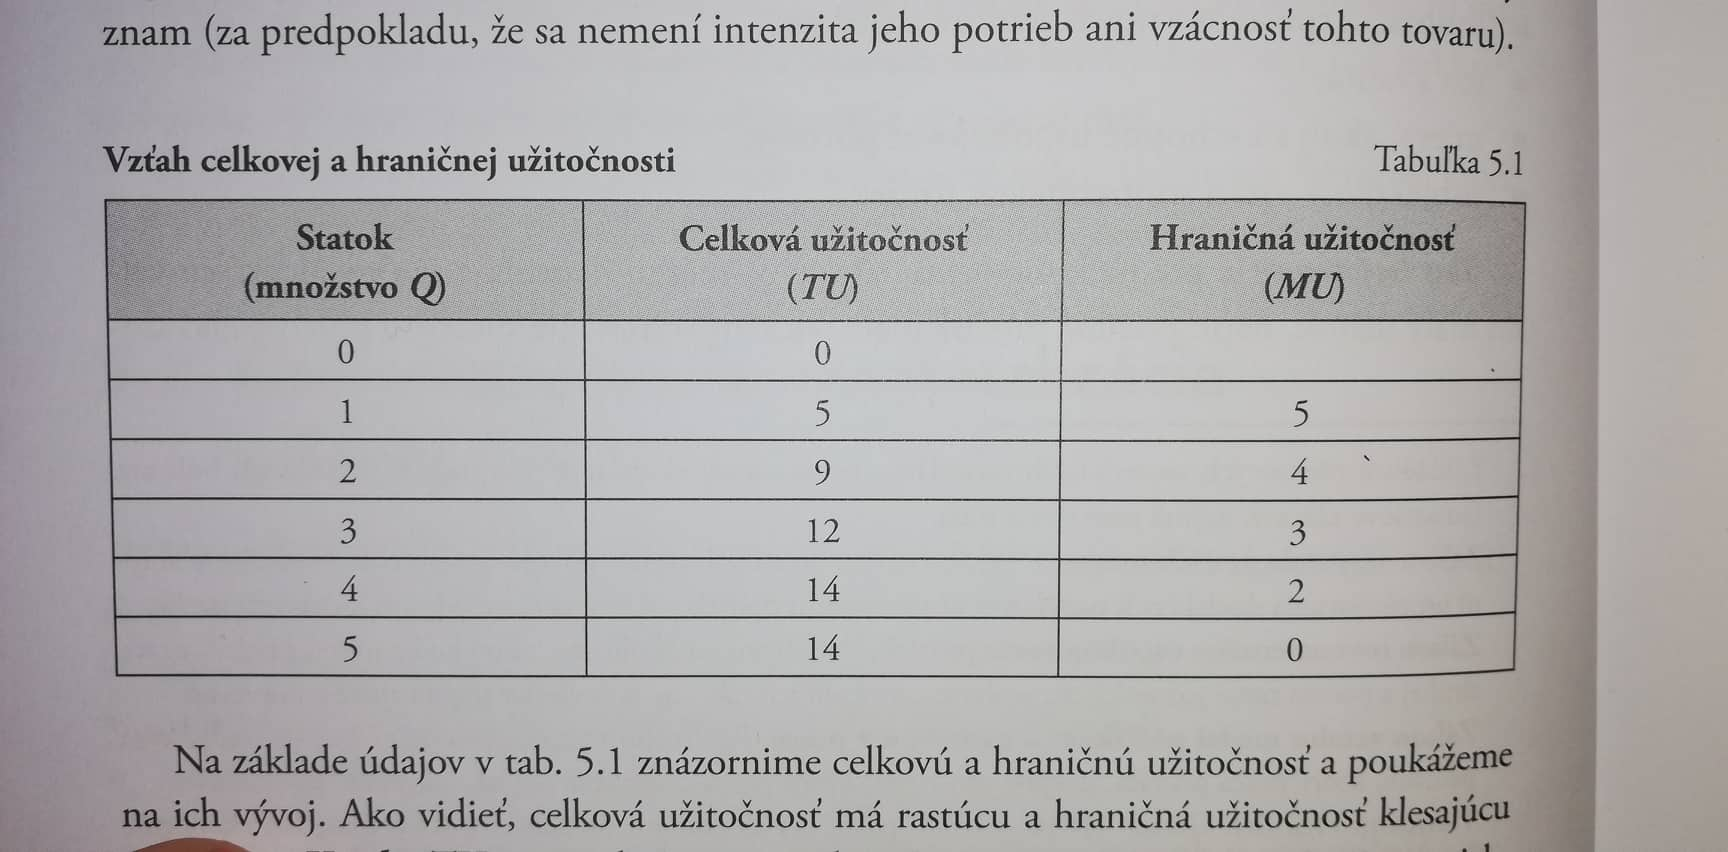 znam (za predpokladu, že sa nemení intenzita jeho potrieb ani vzácnosť tohto tovaru).
Vzťah celkovej a hraničnej užitočnosti Tabuľka 5.1
Statok Celková užitočnosť Hraničná užitočnosť
(množstvo Q) (TU) (MU)
0 0
1 5 5
2 9 4
3 12 3
4 14 2
5 14 0
Na základe údajov v tab. 5.1 znázornime celkovú a hraničnú užitočnosť a poukážeme
na ich vývoj. Ako vidieť, celková užitočnosť má rastúcu a hraničná užitočnosť klesajúcu